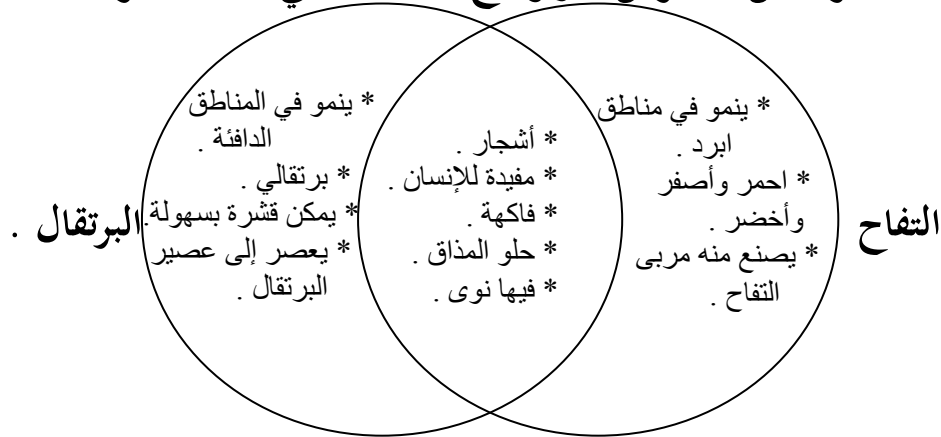 التفاح
* ينمو في مناطق
ابرد .
* احمر وأصفر
وأخضر .
* يصنع منه مربى
التفاح .
* أشجار .
* مفيدة للإنسان .
* فاكهة .
* حلو المذاق .
* فيها نوى .
* ينمو في المناطق
الدافئة .
* برتقالي .
* يمكن قشرة بسهولة.
* يعصر إلى عصير
البرتقال .
البرتقال .